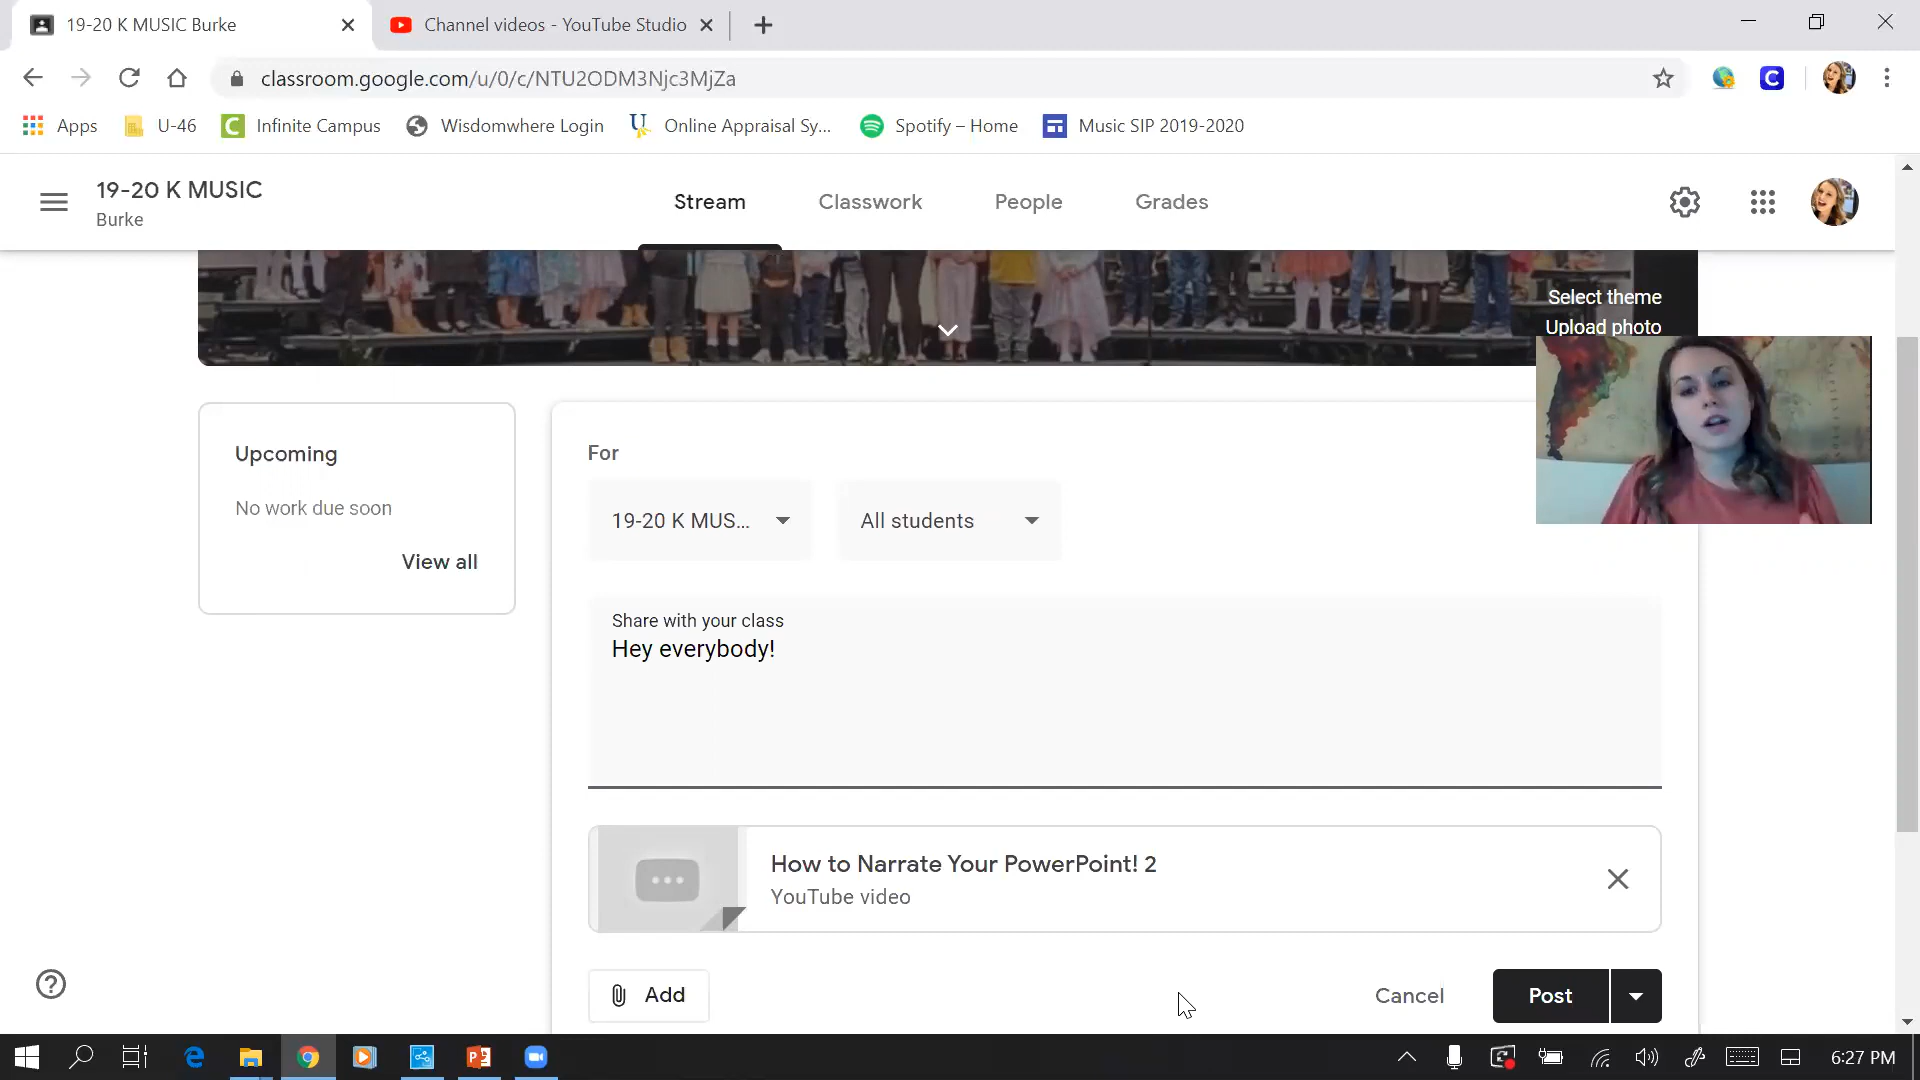 19-20 K MUSIC Burke
Channel videos - YouTube Studio
classroom.google.com/u/0/c/NTU2ODM3Njc3MjZa
Apps
U-46
Infinite Campus
Wisdomwhere Login
Online Appraisal Sy...
Spotify – Home
Music SIP 2019-2020
19-20 K MUSIC
Burke
Stream
Classwork
People
Grades
Select theme
Upload photo
Upcoming
No work due soon
View all
For
19-20 K MUS...
All students
Share with your class
Hey everybody!
How to Narrate Your PowerPoint! 2
YouTube video
Add
Cancel
Post
6:27 PM